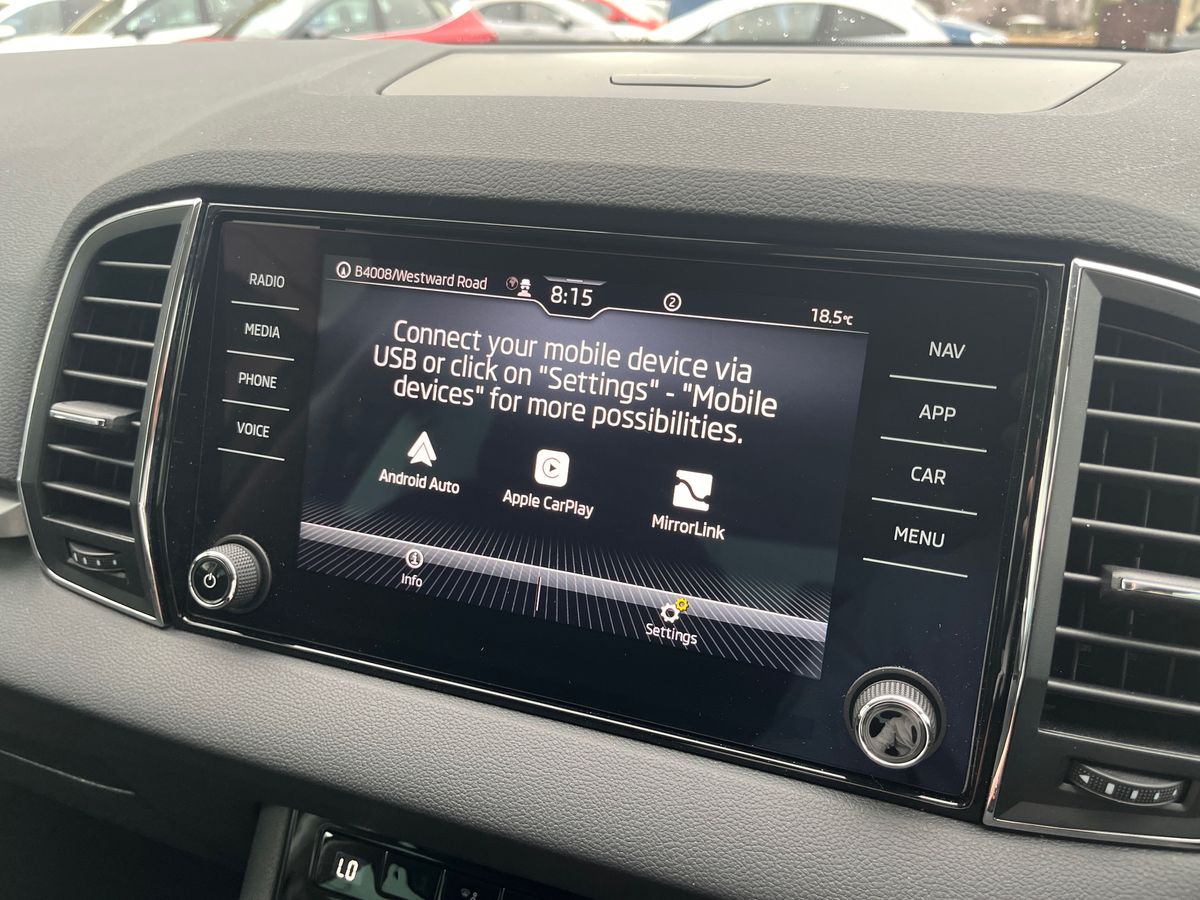 B4008/Westward Road
8:15
2
18.5°C
RADIO
MEDIA
PHONE
VOICE
Connect your mobile device via
USB or click on "Settings" - "Mobile
devices" for more possibilities.
Android Auto
Apple CarPlay
MirrorLink
Info
Settings
NAV
APP
CAR
MENU
LO